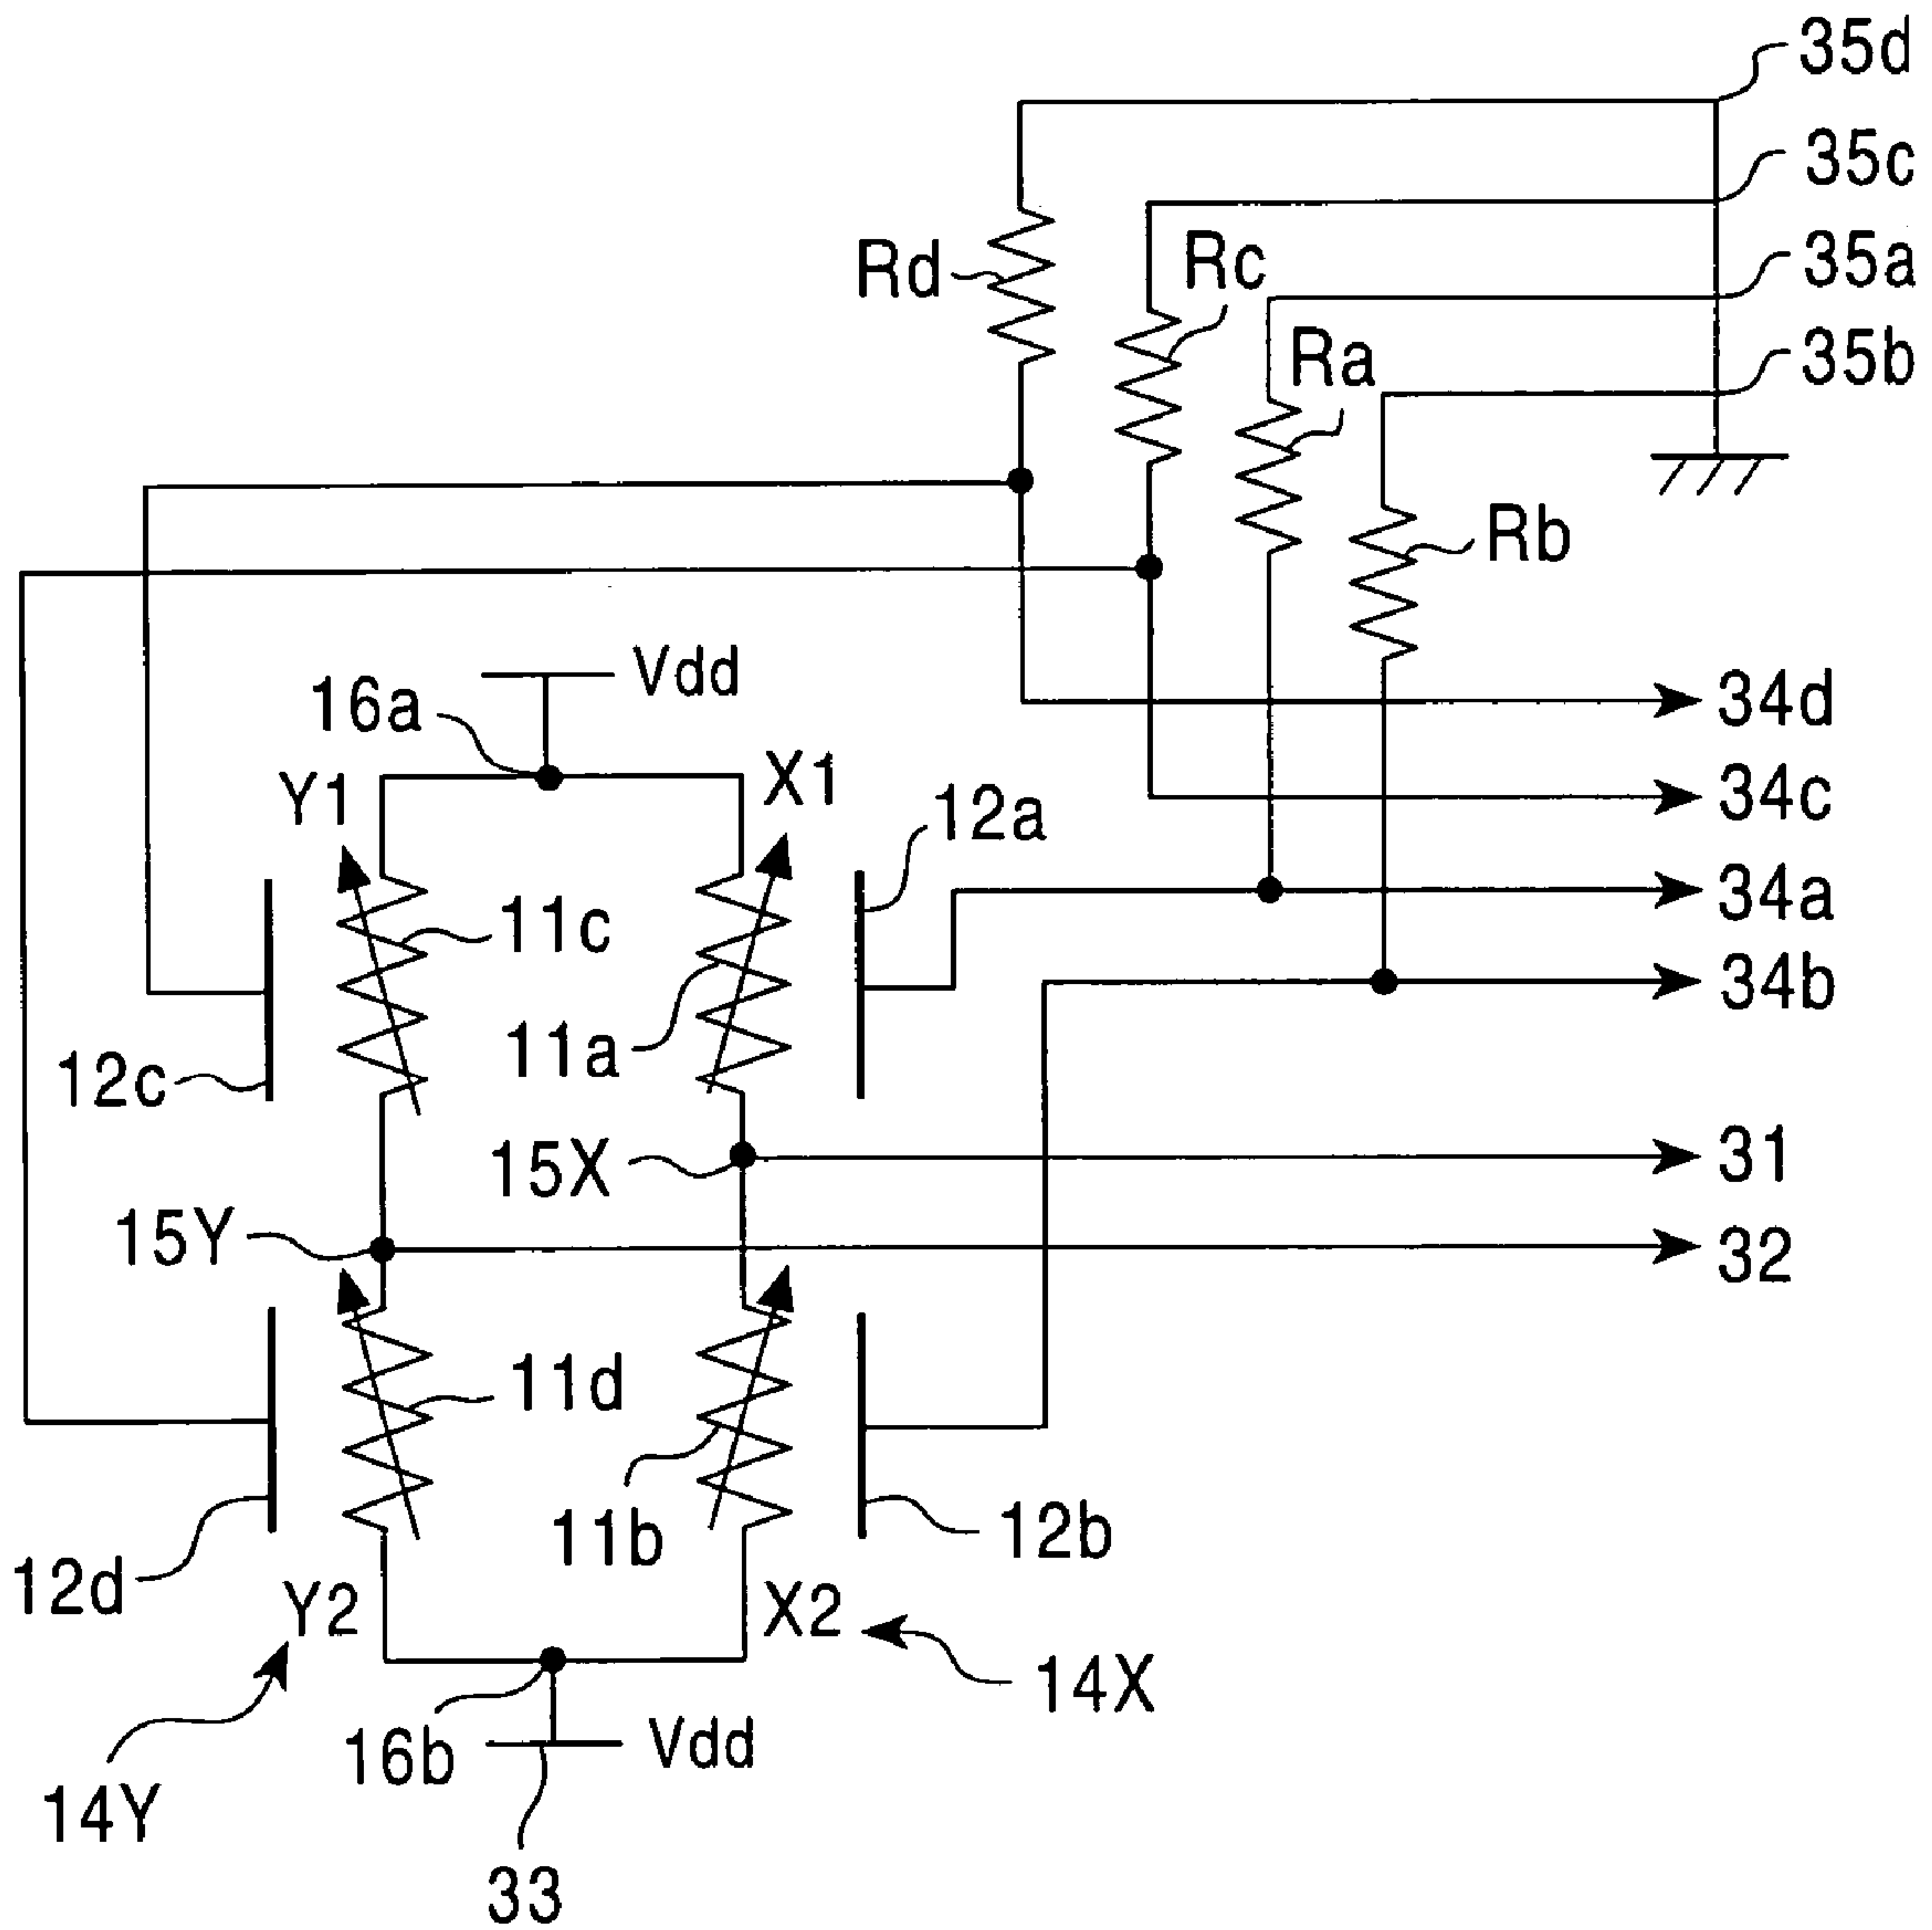 35d
35c
Rd
Rc
35a
Ra
35b
Rb
Vdd
16a
34d
Y1
X1
12a
34c
11c
34a
34b
11a
12c
15X
31
15Y
32
11d
11b
12b
12d
Y2
X2
14X
16b
Vdd
14Y
33